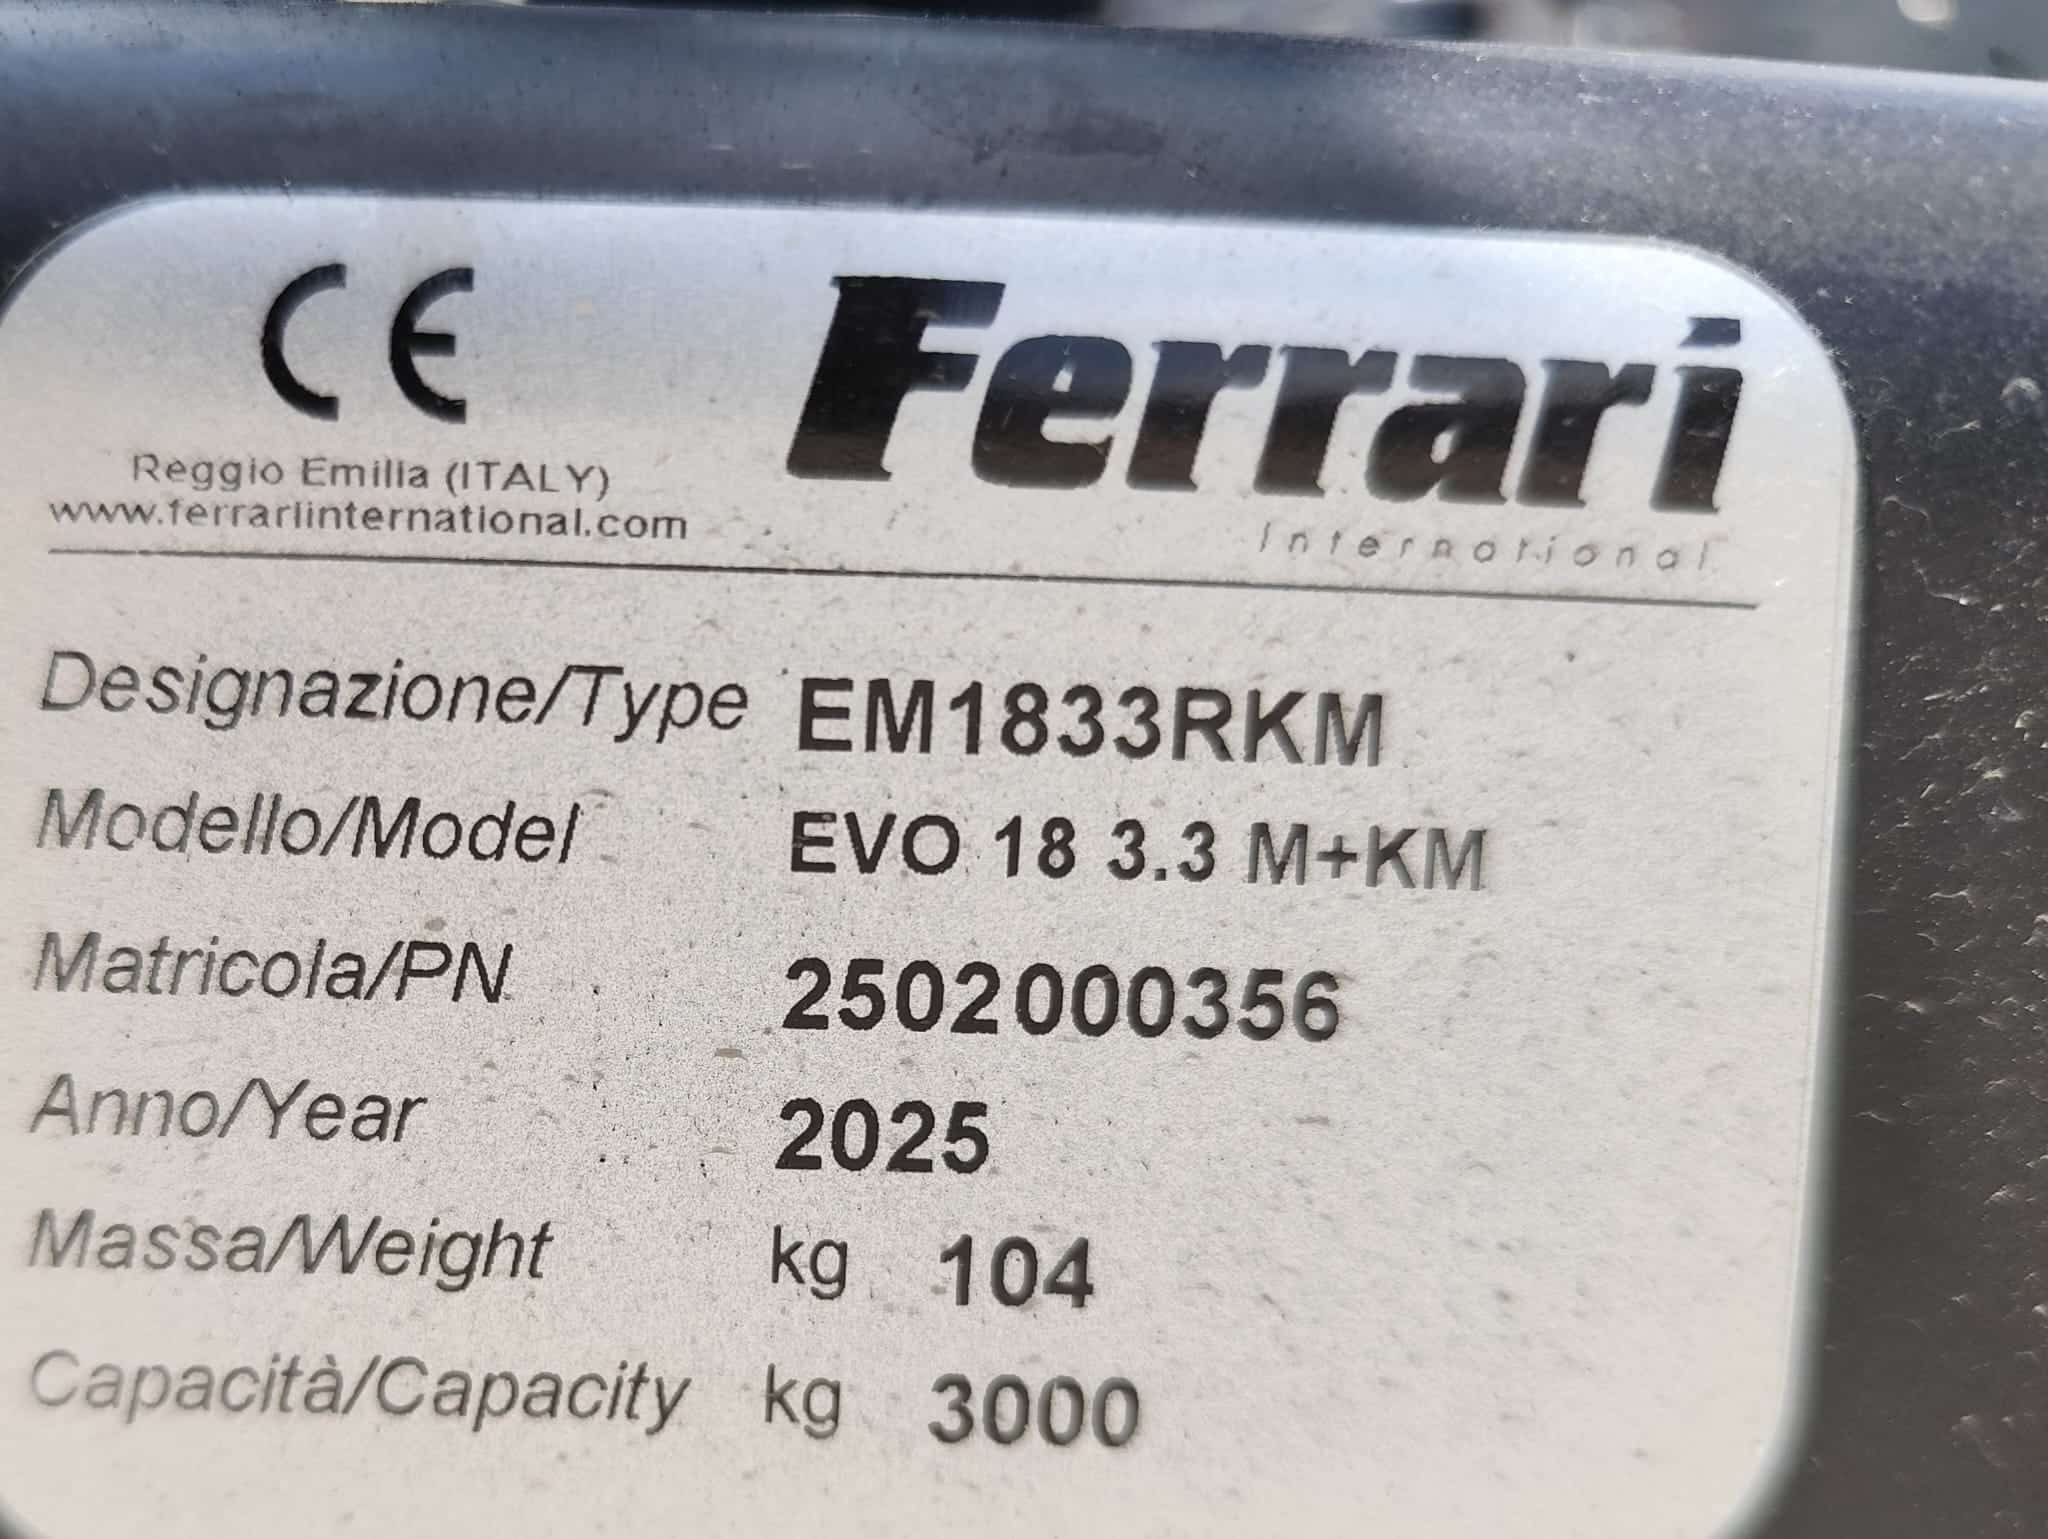 CE
Ferrari
International
Reggio Emilia (ITALY)
www.ferrariinternational.com
Designazione/Type EM1833RKM
Modello/Model EVO 18 3.3 M+KM
Matricola/PN 2502000356
Anno/Year 2025
Massa/Weight kg 104
Capacità/Capacity kg 3000